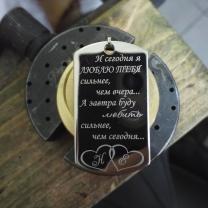 И сегодня я
ЛЮБЛЮ ТЕБЯ
сильнее,
чем вчера...
А завтра буду
любить
сильнее,
чем сегодня...
Н Е